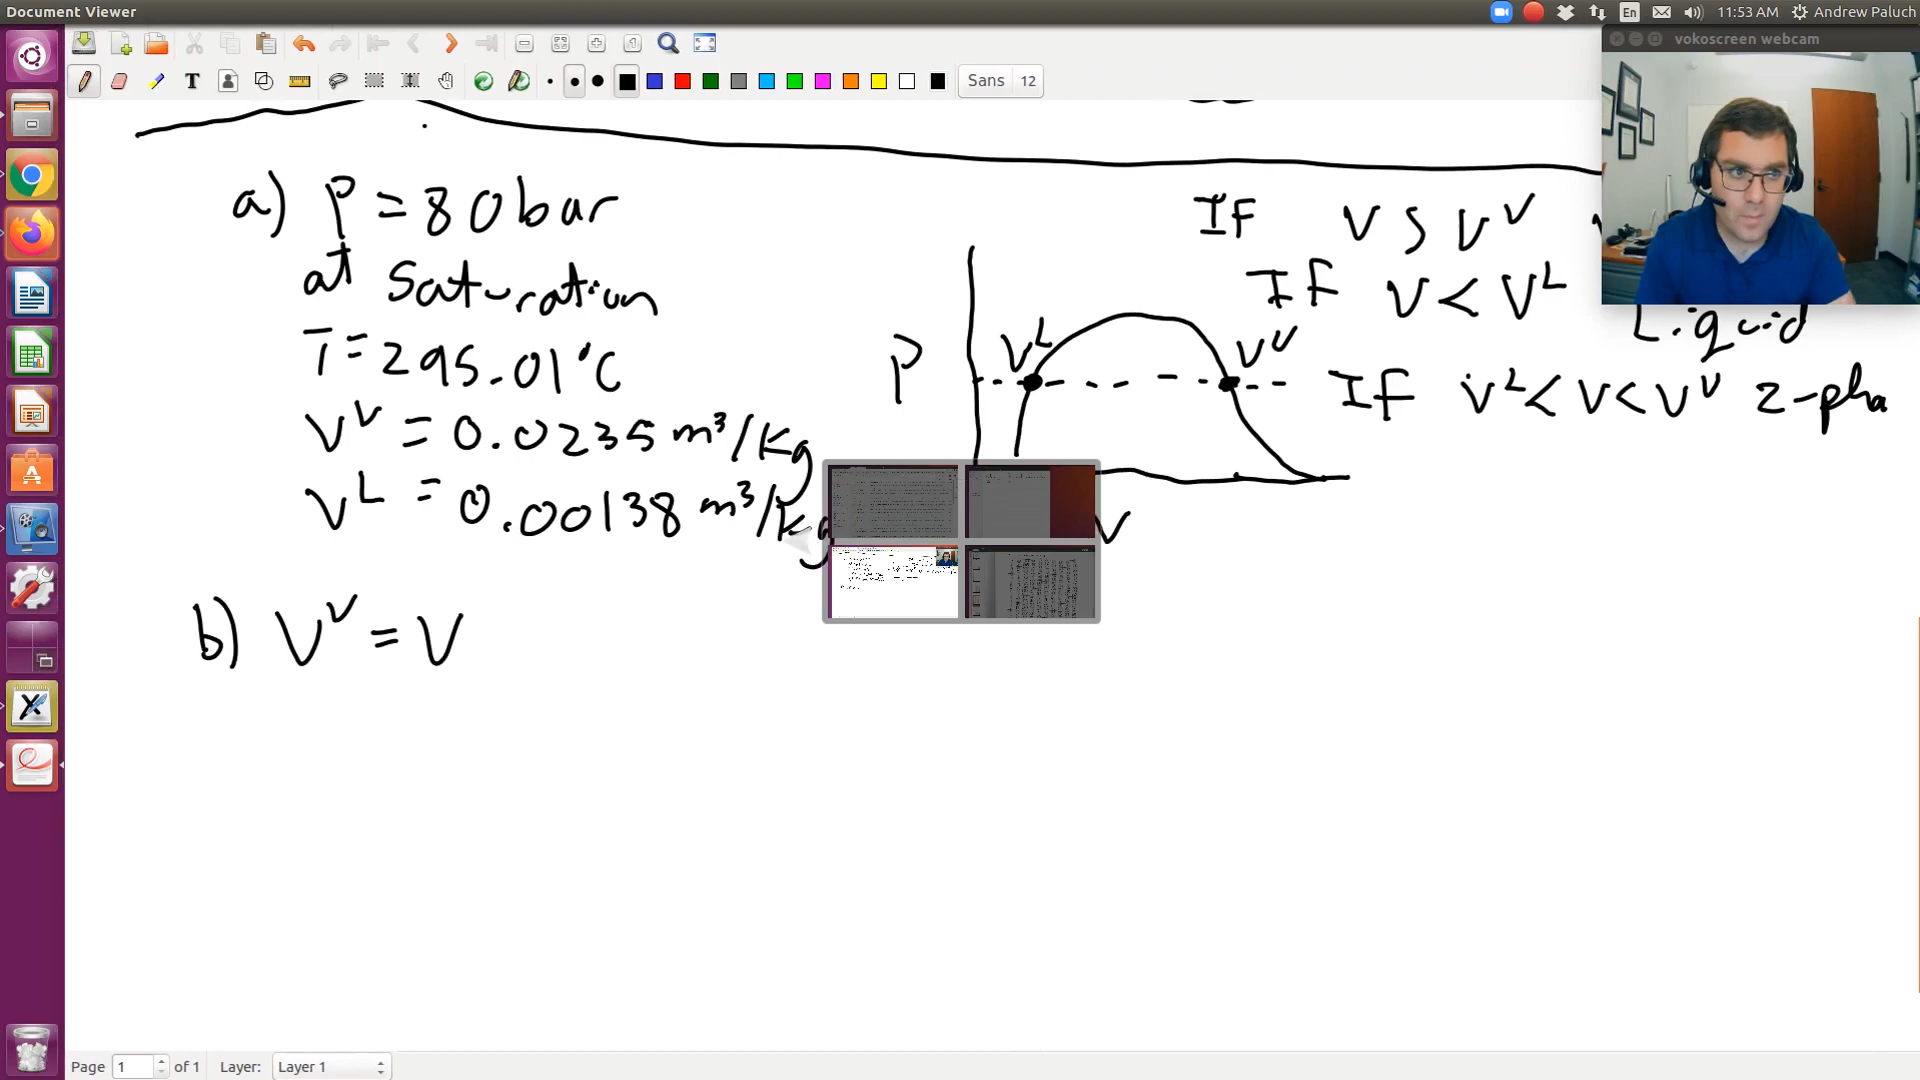 Document Viewer
En
11:53 AM
Andrew Paluch
vokoscreen webcam
Sans 12
a) P = 80 bar
at Saturation
T = 295.01°C
V^V = 0.0235 m³/kg
V^L = 0.00138 m³/kg
b) V^V = V
P
V^L
V^V
V
IF V > V^V
IF V < V^L
Liquid
IF V^L < V < V^V 2-pha
Page 1 of 1 Layer: Layer 1